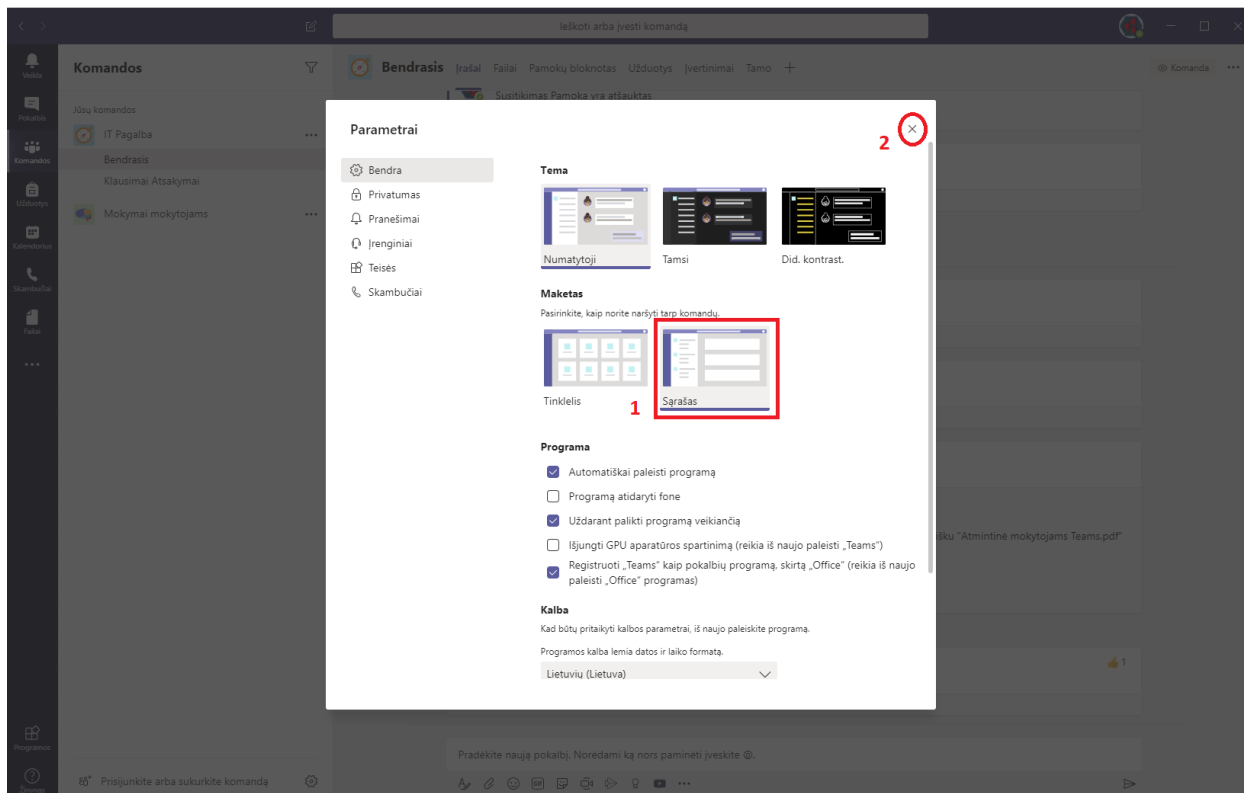 Ieškoti arba įvesti komandą
Veikla
Pokalbis
Komandos
Užduotys
Kalendorius
Skambučiai
Failai
Programos
Žinynas
Komandos
Jūsų komandos
IT Pagalba
Bendrasis
Klausimai Atsakymai
Mokymai mokytojams
Prisijunkite arba sukurkite komandą
Bendrasis Įrašai Failai Pamokų bloknotas Užduotys Įvertinimai Tamo
Komanda
Susitikimas Pamoka yra atšauktas
Parametrai
2
Bendra
Privatumas
Pranešimai
Įrenginiai
Teisės
Skambučiai
Tema
Numatytoji Tamsi Did. kontrast.
Maketas
Pasirinkite, kaip norite naršyti tarp komandų.
Tinklelis 1 Sąrašas
Programa
Automatiškai paleisti programą
Programą atidaryti fone
Uždarant palikti programą veikiančią
Išjungti GPU aparatūros spartinimą (reikia iš naujo paleisti „Teams“)
Registruoti „Teams“ kaip pokalbių programą, skirtą „Office“ (reikia iš naujo
paleisti „Office“ programas)
Kalba
Kad būtų pritaikyti kalbos parametrai, iš naujo paleiskite programą.
Programos kalba lemia datos ir laiko formatą.
Lietuvių (Lietuva)
"Atmintinė mokytojams Teams.pdf"
1
Pradėkite naują pokalbį. Norėdami ką nors paminėti įveskite @.
GIF